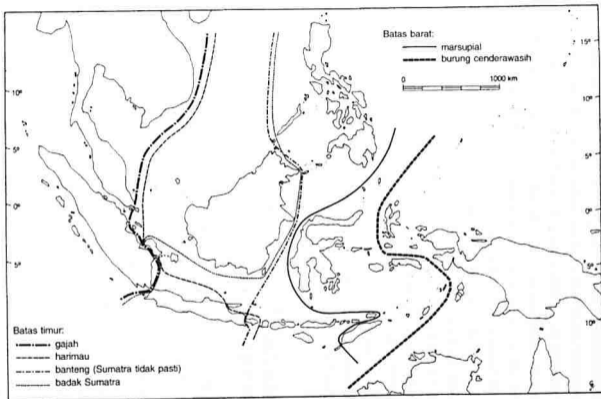 Batas barat:
marsupial
burung cenderawasih
0 1000 km
15°
10°
10°
5°
5°
0°
0°
5°
5°
10°
Batas timur:
gajah
harimau
banteng (Sumatra tidak pasti)
badak Sumatra